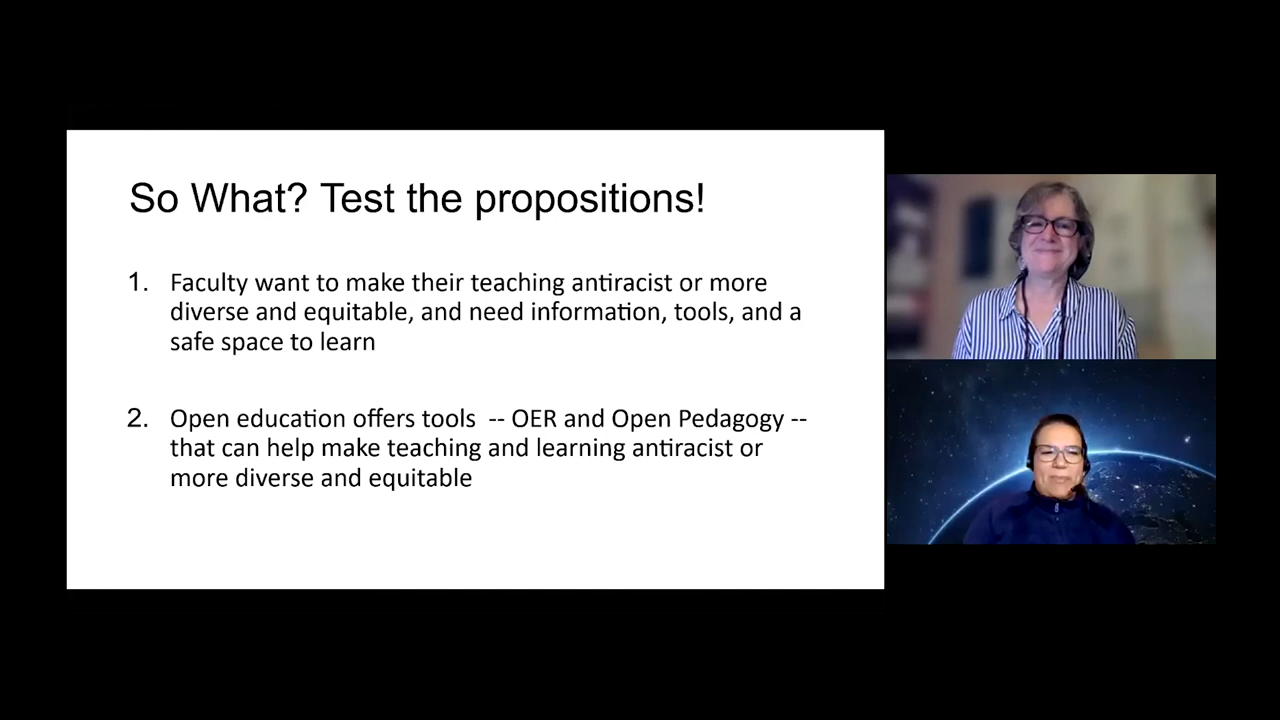 So What? Test the propositions!
1. Faculty want to make their teaching antiracist or more
diverse and equitable, and need information, tools, and a
safe space to learn
2. Open education offers tools -- OER and Open Pedagogy --
that can help make teaching and learning antiracist or
more diverse and equitable